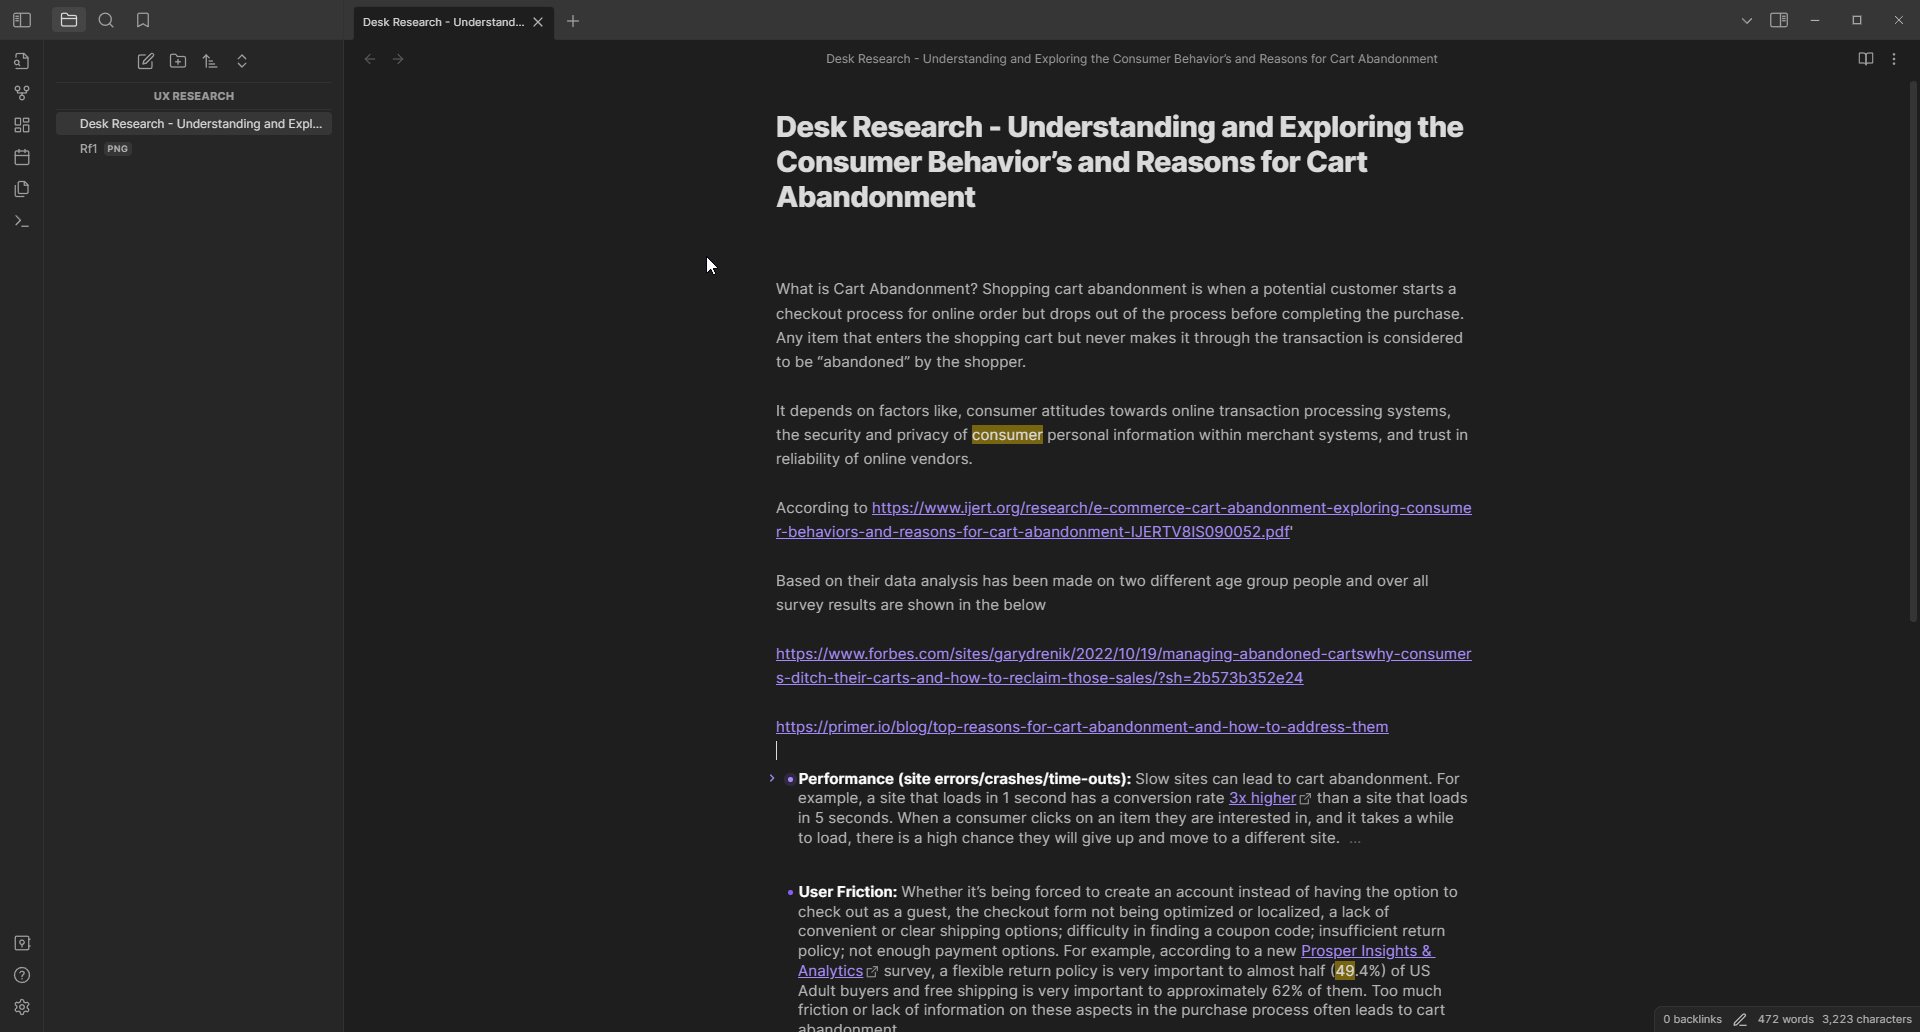 Desk Research - Understand...
UX RESEARCH
Desk Research - Understanding and Expl...
Rf1 PNG
Desk Research - Understanding and Exploring the Consumer Behavior's and Reasons for Cart Abandonment
Desk Research - Understanding and Exploring the
Consumer Behavior's and Reasons for Cart
Abandonment
What is Cart Abandonment? Shopping cart abandonment is when a potential customer starts a
checkout process for online order but drops out of the process before completing the purchase.
Any item that enters the shopping cart but never makes it through the transaction is considered
to be “abandoned” by the shopper.
It depends on factors like, consumer attitudes towards online transaction processing systems,
the security and privacy of consumer personal information within merchant systems, and trust in
reliability of online vendors.
According to https://www.ijert.org/research/e-commerce-cart-abandonment-exploring-consume
r-behaviors-and-reasons-for-cart-abandonment-IJERTV8IS090052.pdf'
Based on their data analysis has been made on two different age group people and over all
survey results are shown in the below
https://www.forbes.com/sites/garydrenik/2022/10/19/managing-abandoned-cartswhy-consumer
s-ditch-their-carts-and-how-to-reclaim-those-sales/?sh=2b573b352e24
https://primer.io/blog/top-reasons-for-cart-abandonment-and-how-to-address-them
Performance (site errors/crashes/time-outs): Slow sites can lead to cart abandonment. For
example, a site that loads in 1 second has a conversion rate 3x higher than a site that loads
in 5 seconds. When a consumer clicks on an item they are interested in, and it takes a while
to load, there is a high chance they will give up and move to a different site. ...
User Friction: Whether it's being forced to create an account instead of having the option to
check out as a guest, the checkout form not being optimized or localized, a lack of
convenient or clear shipping options; difficulty in finding a coupon code; insufficient return
policy; not enough payment options. For example, according to a new Prosper Insights &
Analytics survey, a flexible return policy is very important to almost half (49.4%) of US
Adult buyers and free shipping is very important to approximately 62% of them. Too much
friction or lack of information on these aspects in the purchase process often leads to cart
abandonment.
0 backlinks 472 words 3,223 characters